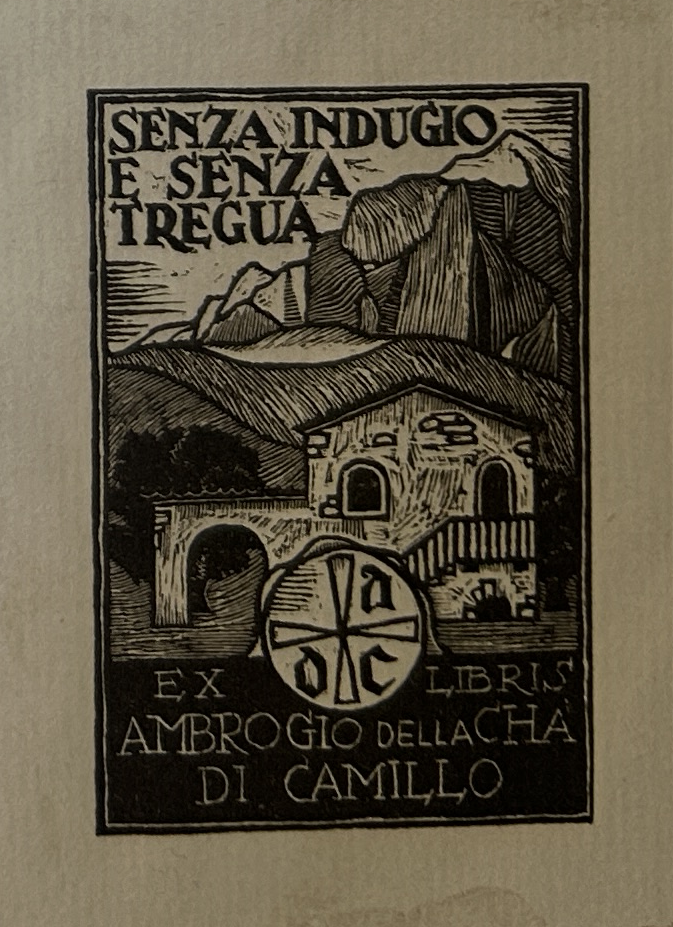 SENZA INDUGIO
E SENZA
TREGUA
a
d c
EX LIBRIS
AMBROGIO DELLA CHÀ
DI CAMILLO